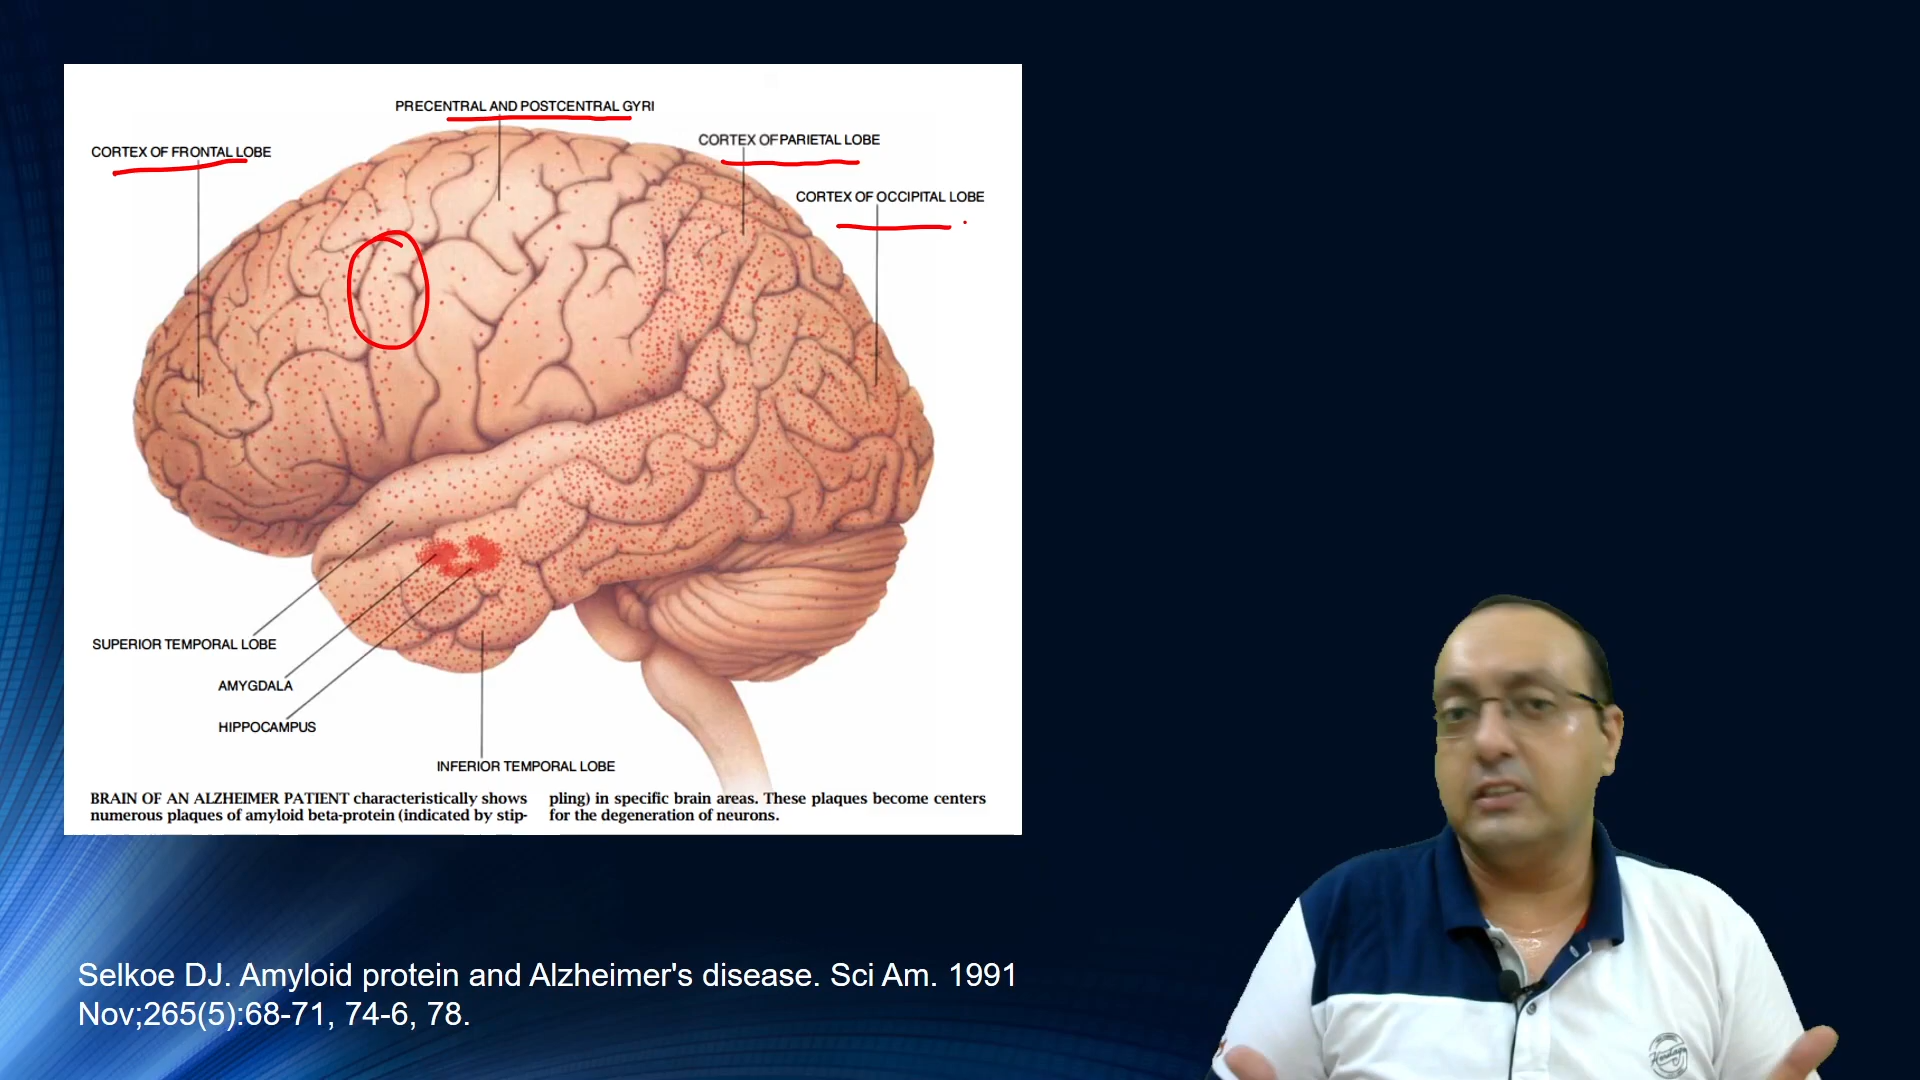 PRECENTRAL AND POSTCENTRAL GYRI
CORTEX OF PARIETAL LOBE
CORTEX OF FRONTAL LOBE
CORTEX OF OCCIPITAL LOBE
SUPERIOR TEMPORAL LOBE
AMYGDALA
HIPPOCAMPUS
INFERIOR TEMPORAL LOBE
BRAIN OF AN ALZHEIMER PATIENT characteristically shows
numerous plaques of amyloid beta-protein (indicated by stip-
pling) in specific brain areas. These plaques become centers
for the degeneration of neurons.
Selkoe DJ. Amyloid protein and Alzheimer's disease. Sci Am. 1991
Nov;265(5):68-71, 74-6, 78.